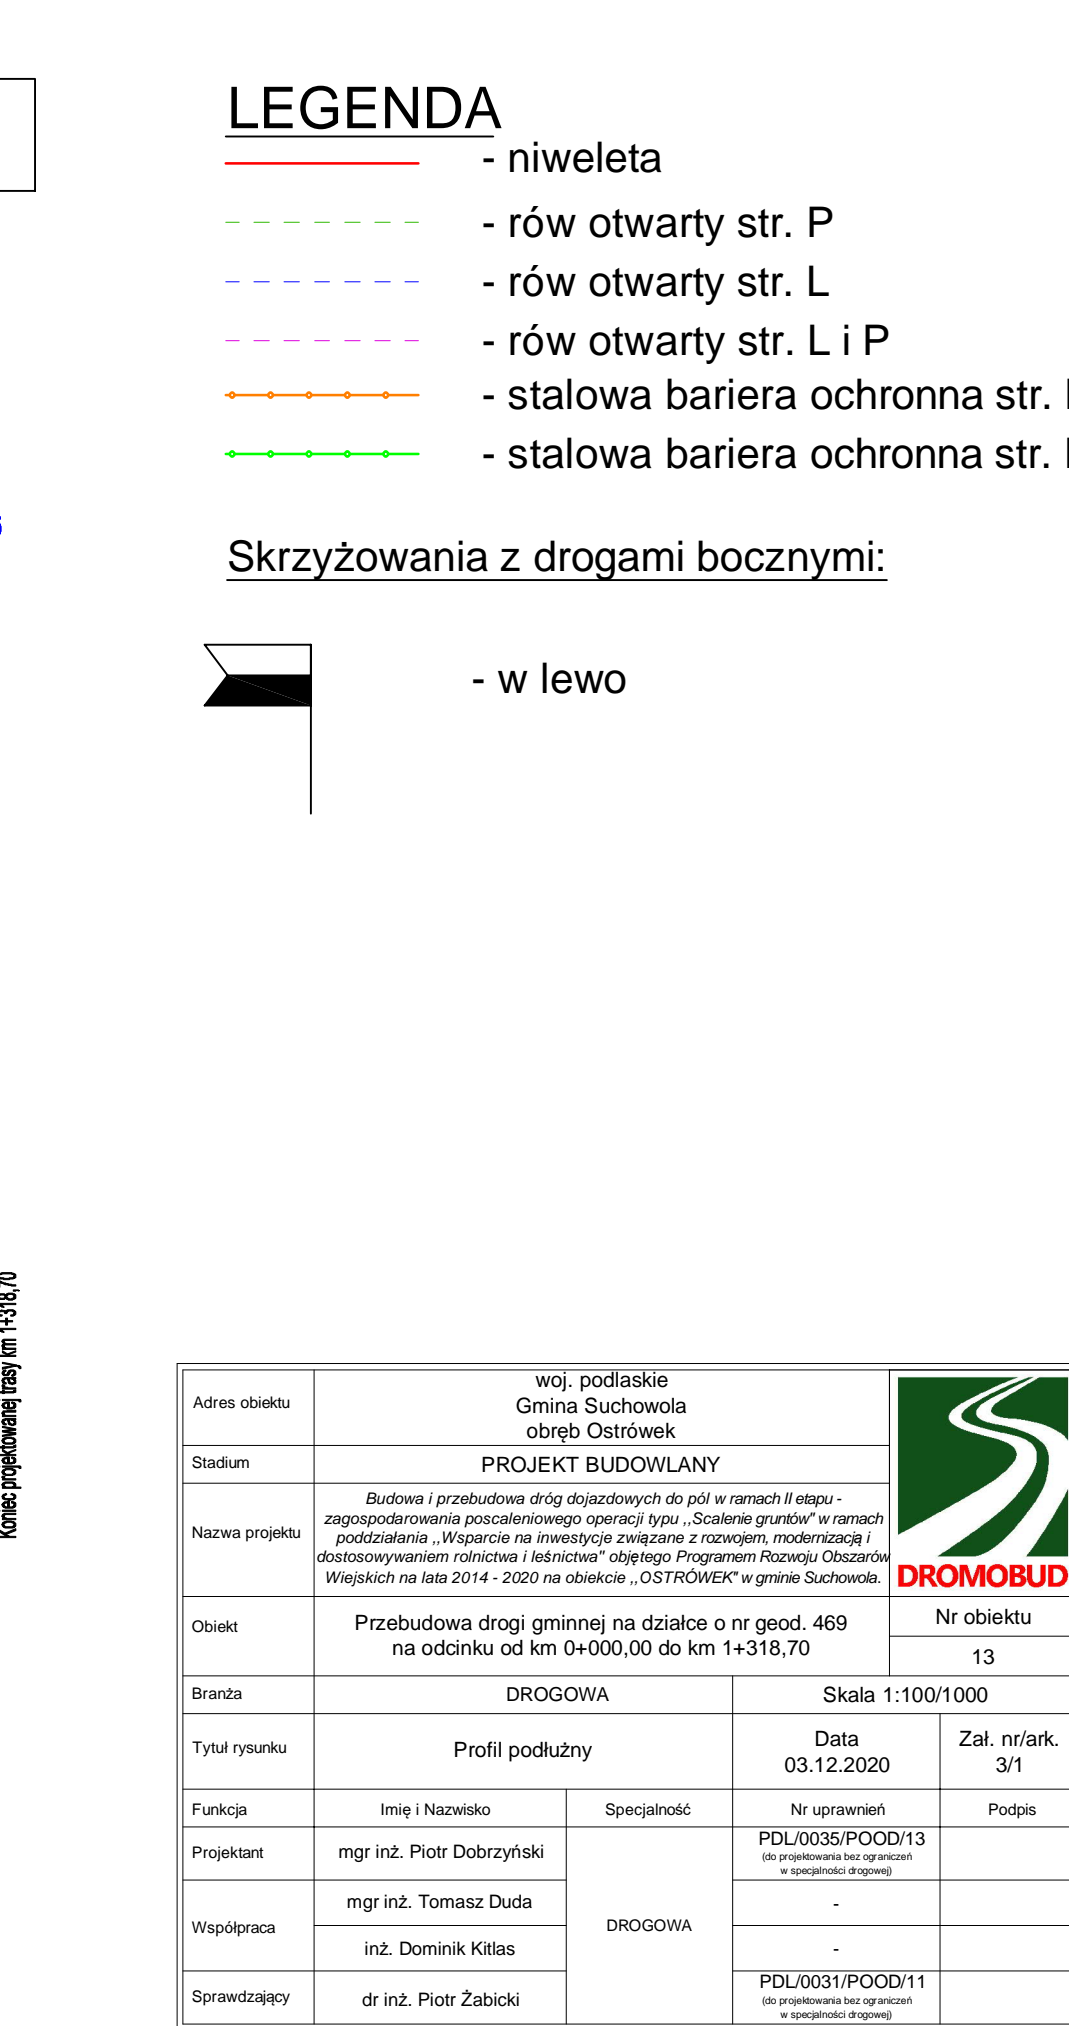 LEGENDA
- niweleta
- rów otwarty str. P
- rów otwarty str. L
- rów otwarty str. L i P
- stalowa bariera ochronna str.
- stalowa bariera ochronna str.
Skrzyżowania z drogami bocznymi:
- w lewo
Koniec projektowanej trasy km 1+318,70
Adres obiektu
woj. podlaskie
Gmina Suchowola
obręb Ostrówek
Stadium
PROJEKT BUDOWLANY
Nazwa projektu
Budowa i przebudowa dróg dojazdowych do pól w ramach II etapu -
zagospodarowania poscaleniowego operacji typu ,,Scalenie gruntów" w ramach
poddziałania ,,Wsparcie na inwestycje związane z rozwojem, modernizacją i
dostosowywaniem rolnictwa i leśnictwa" objętego Programem Rozwoju Obszarów
Wiejskich na lata 2014 - 2020 na obiekcie ,,OSTRÓWEK" w gminie Suchowola.
DROMOBUD
Obiekt
Przebudowa drogi gminnej na działce o nr geod. 469
na odcinku od km 0+000,00 do km 1+318,70
Nr obiektu
13
Branża
DROGOWA
Skala 1:100/1000
Tytuł rysunku
Profil podłużny
Data
03.12.2020
Zał. nr/ark.
3/1
Funkcja
Imię i Nazwisko
Specjalność
Nr uprawnień
Podpis
Projektant
mgr inż. Piotr Dobrzyński
DROGOWA
PDL/0035/POOD/13
(do projektowania bez ograniczeń
w specjalności drogowej)
Współpraca
mgr inż. Tomasz Duda
-
inż. Dominik Kitlas
-
Sprawdzający
dr inż. Piotr Żabicki
PDL/0031/POOD/11
(do projektowania bez ograniczeń
w specjalności drogowej)